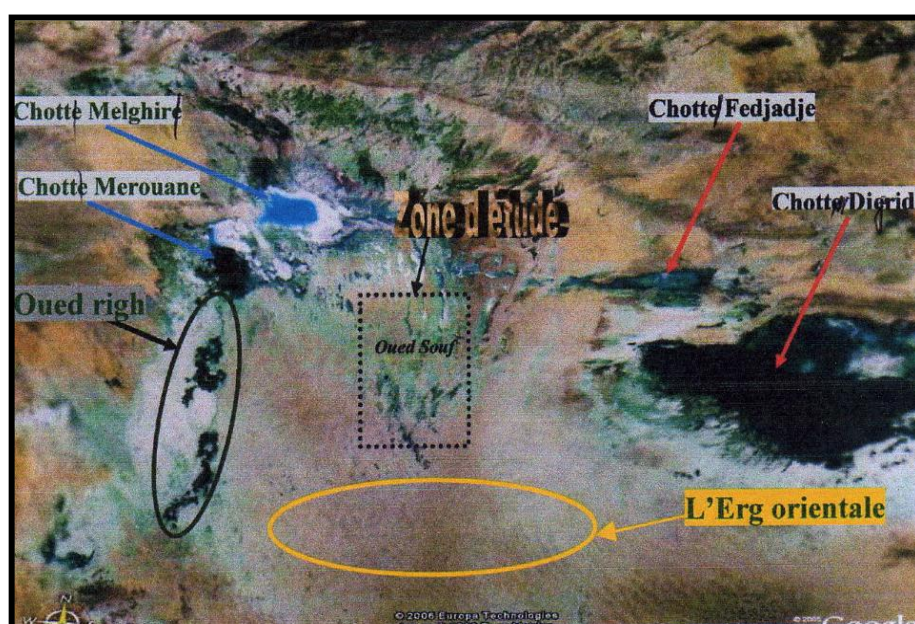 Chotte Melghire
Chotte Fedjadje
Chotte Merouane
Chotte Djerid
Zone d'étude
Oued righ
Oued Souf
L'Erg orientale
N
W
© 2006 Europa Technologies
© 2005 Google